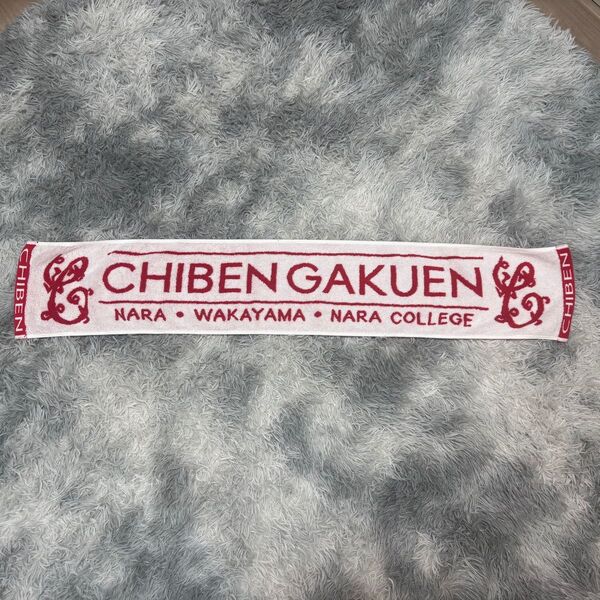 CHIBEN
CHIBEN GAKUEN
NARA • WAKAYAMA • NARA COLLEGE
CHIBEN